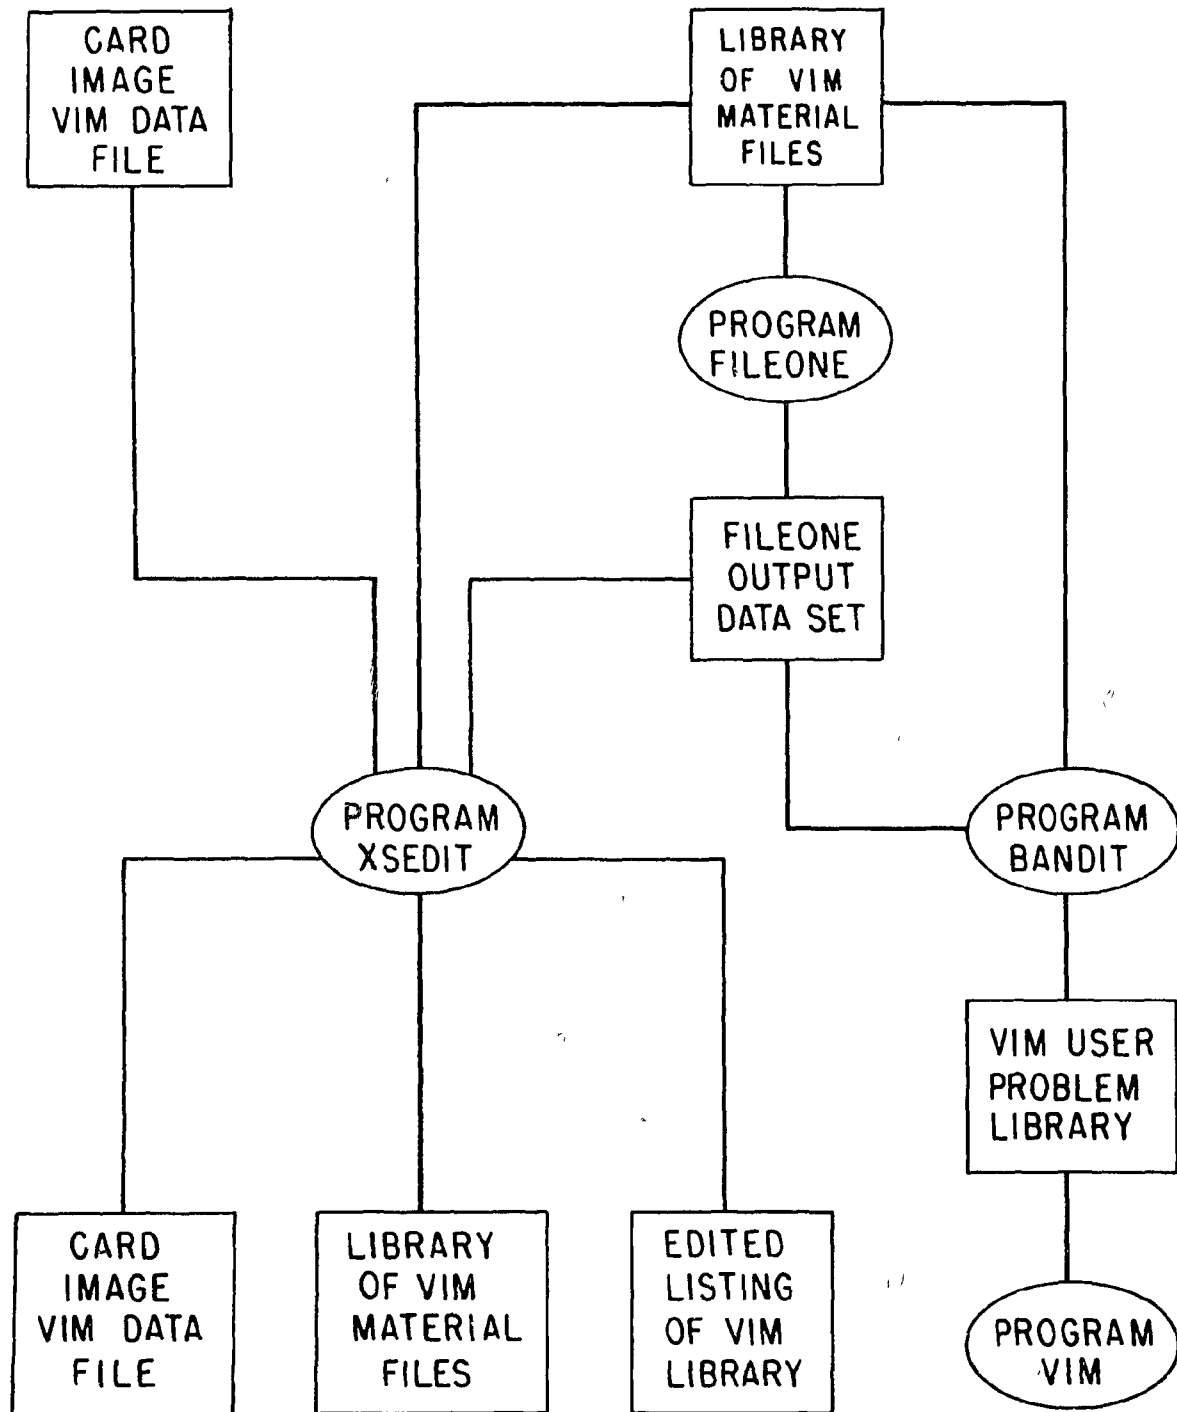 CARD
IMAGE
VIM DATA
FILE
LIBRARY
OF VIM
MATERIAL
FILES
PROGRAM
FILEONE
FILEONE
OUTPUT
DATA SET
PROGRAM
XSEDIT
PROGRAM
BANDIT
VIM USER
PROBLEM
LIBRARY
CARD
IMAGE
VIM DATA
FILE
LIBRARY
OF VIM
MATERIAL
FILES
EDITED
LISTING
OF VIM
LIBRARY
PROGRAM
VIM